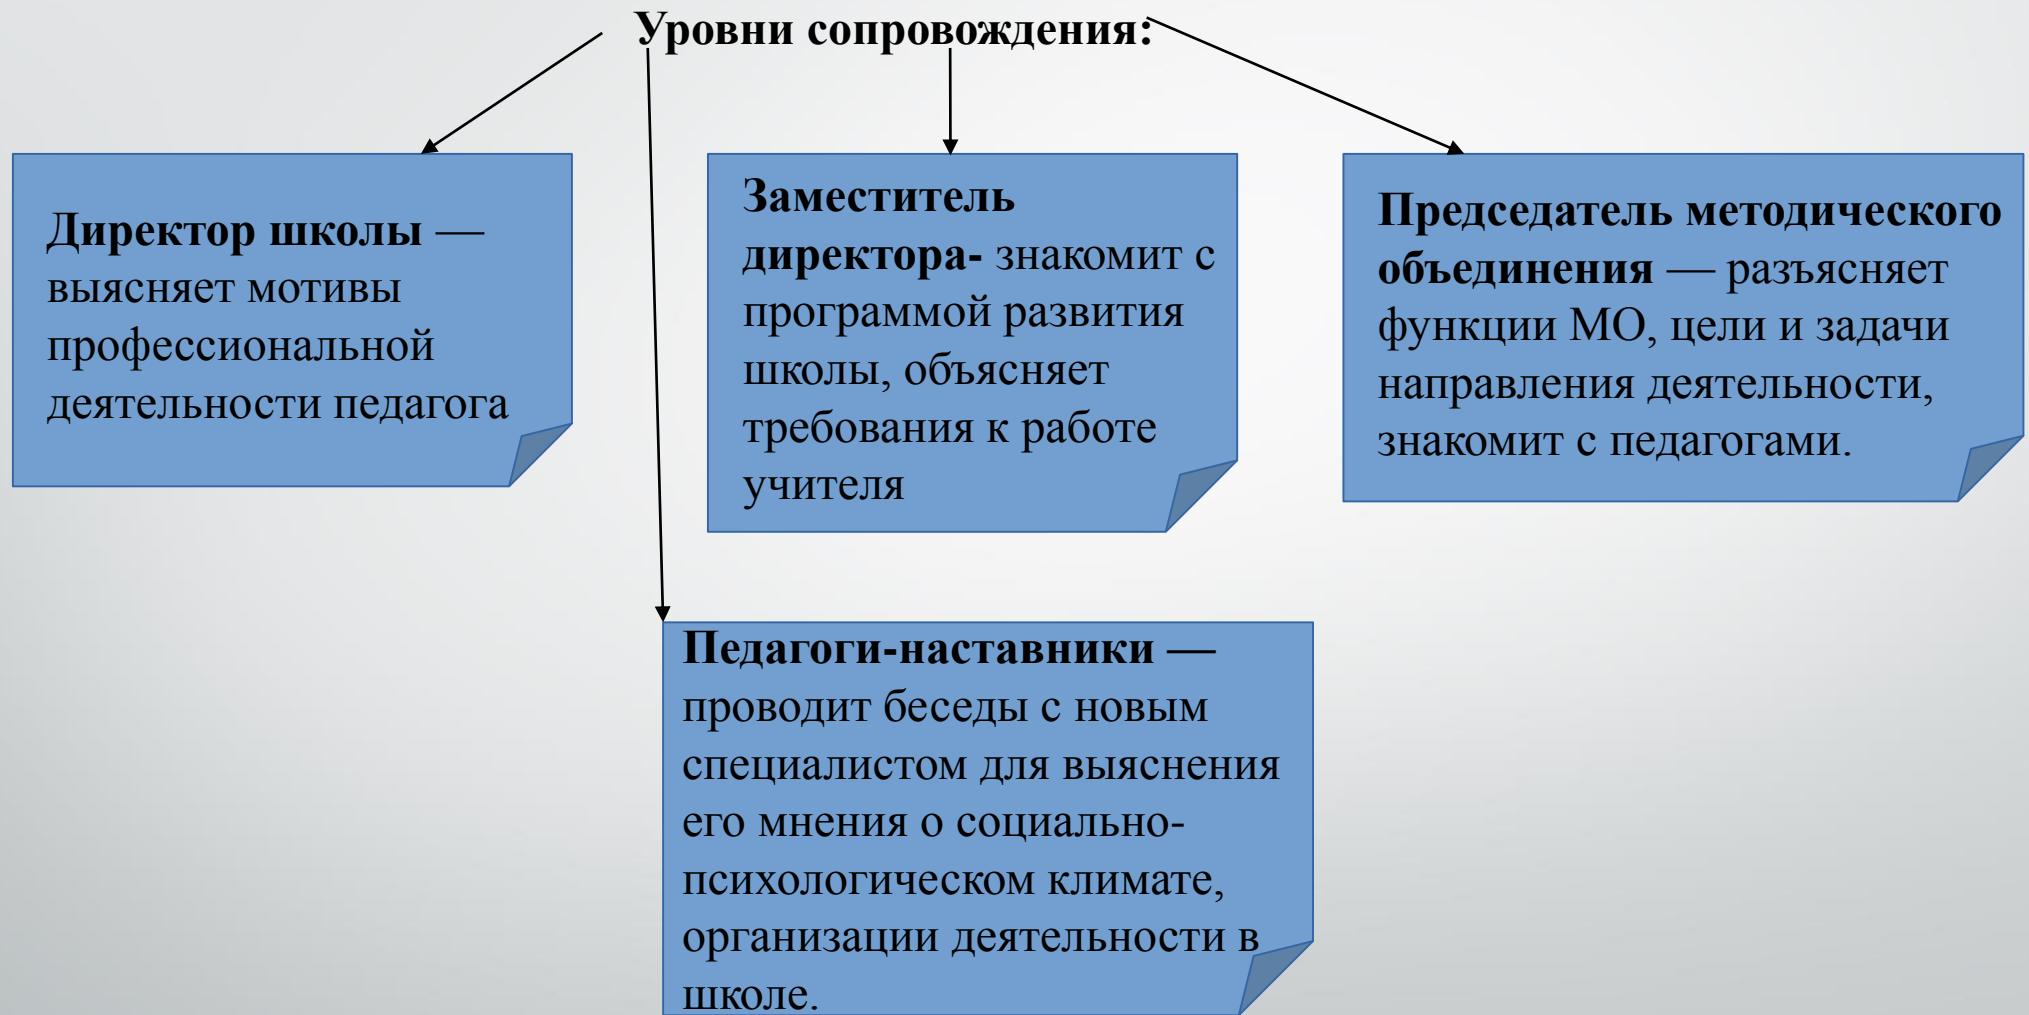 Уровни сопровождения:
Директор школы —
выясняет мотивы
профессиональной
деятельности педагога
Заместитель
директора- знакомит с
программой развития
школы, объясняет
требования к работе
учителя
Председатель методического
объединения — разъясняет
функции МО, цели и задачи
направления деятельности,
знакомит с педагогами.
Педагоги-наставники —
проводит беседы с новым
специалистом для выяснения
его мнения о социально-
психологическом климате,
организации деятельности в
школе.